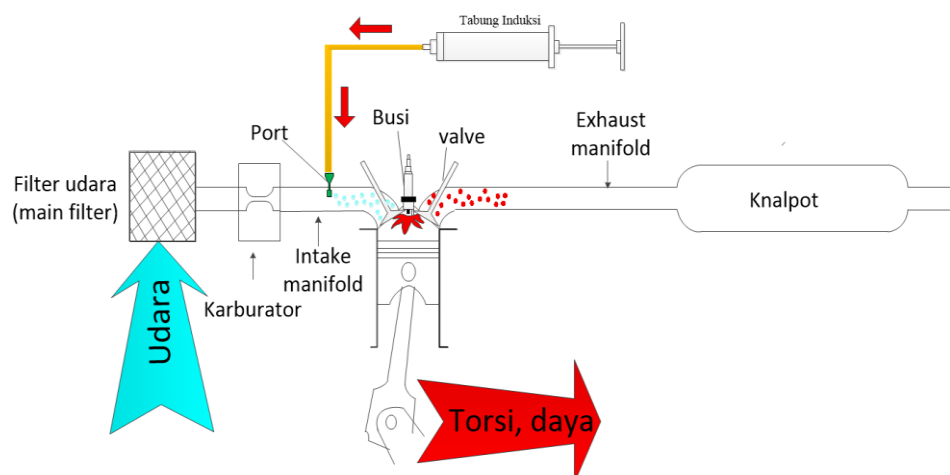 Tabung Induksi
Busi
valve
Port
Exhaust
manifold
Filter udara
(main filter)
Knalpot
Intake
manifold
Karburator
Udara
Torsi, daya